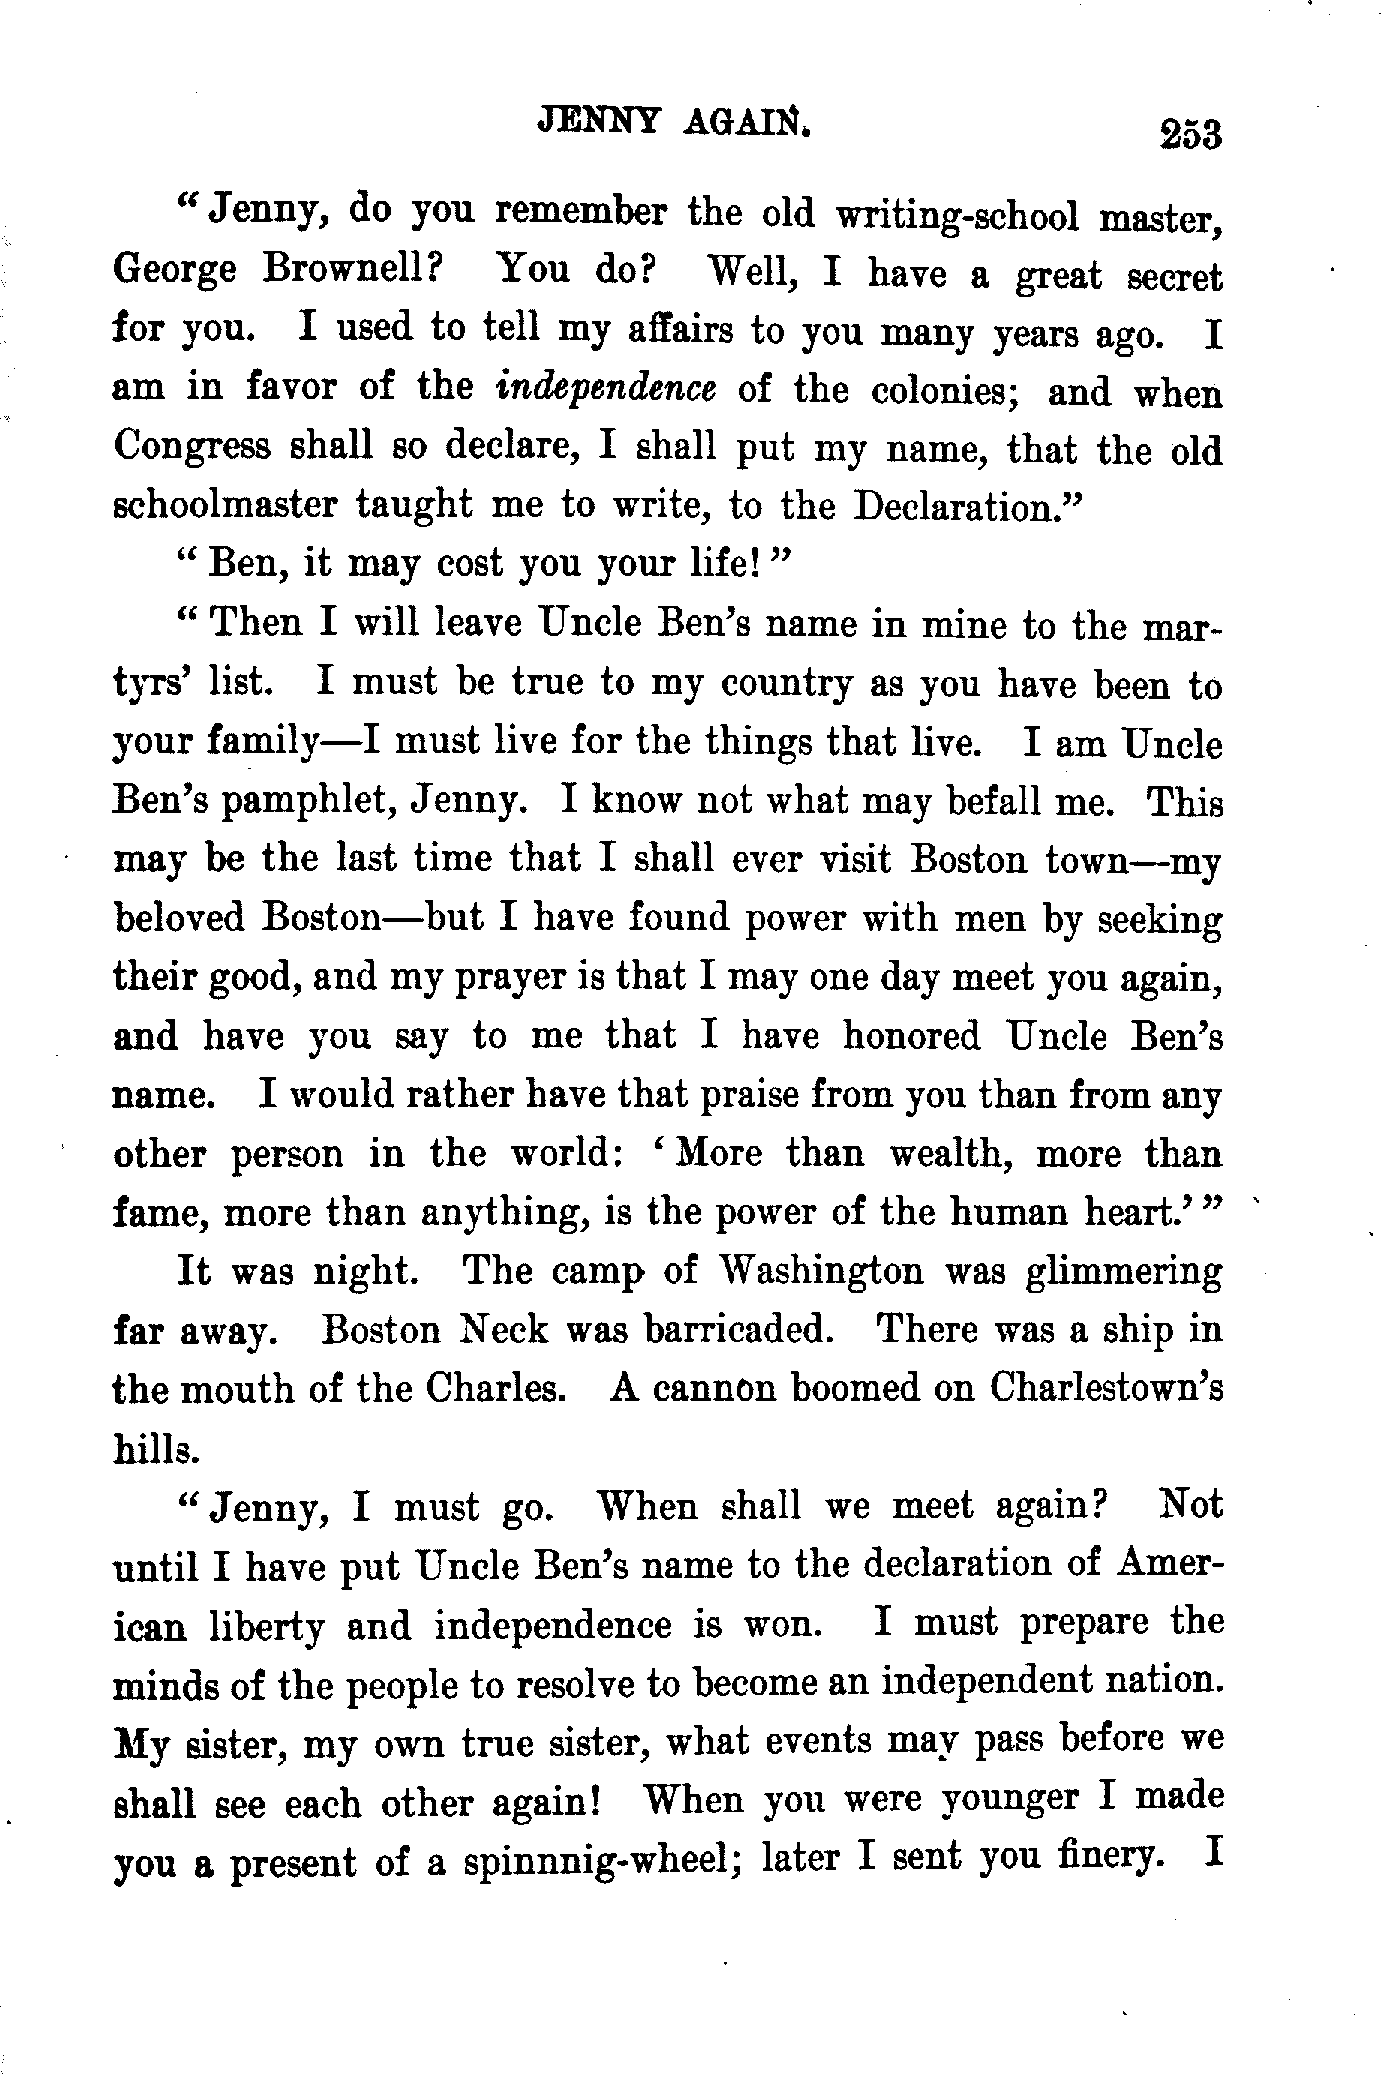 JENNY AGAIN. 253
“ Jenny, do you remember the old writing-school master,
George Brownell? You do? Well, I have a great secret
for you. I used to tell my affairs to you many years ago. I
am in favor of the independence of the colonies; and when
Congress shall so declare, I shall put my name, that the old
schoolmaster taught me to write, to the Declaration.”
“ Ben, it may cost you your life! ”
“ Then I will leave Uncle Ben’s name in mine to the mar-
tyrs’ list. I must be true to my country as you have been to
your family—I must live for the things that live. I am Uncle
Ben’s pamphlet, Jenny. I know not what may befall me. This
may be the last time that I shall ever visit Boston town—my
beloved Boston—but I have found power with men by seeking
their good, and my prayer is that I may one day meet you again,
and have you say to me that I have honored Uncle Ben’s
name. I would rather have that praise from you than from any
other person in the world: ‘ More than wealth, more than
fame, more than anything, is the power of the human heart.’ ”
It was night. The camp of Washington was glimmering
far away. Boston Neck was barricaded. There was a ship in
the mouth of the Charles. A cannon boomed on Charlestown’s
hills.
“ Jenny, I must go. When shall we meet again? Not
until I have put Uncle Ben’s name to the declaration of Amer-
ican liberty and independence is won. I must prepare the
minds of the people to resolve to become an independent nation.
My sister, my own true sister, what events may pass before we
shall see each other again! When you were younger I made
you a present of a spinnnig-wheel; later I sent you finery. I